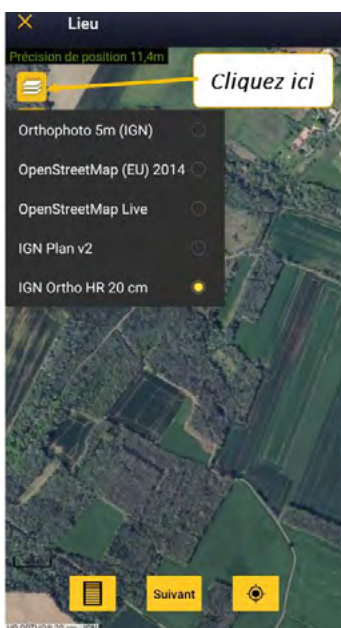 Lieu
Précision de position 11,4m
Cliquez ici
Orthophoto 5m (IGN)
OpenStreetMap (EU) 2014
OpenStreetMap Live
IGN Plan v2
IGN Ortho HR 20 cm
Suivant